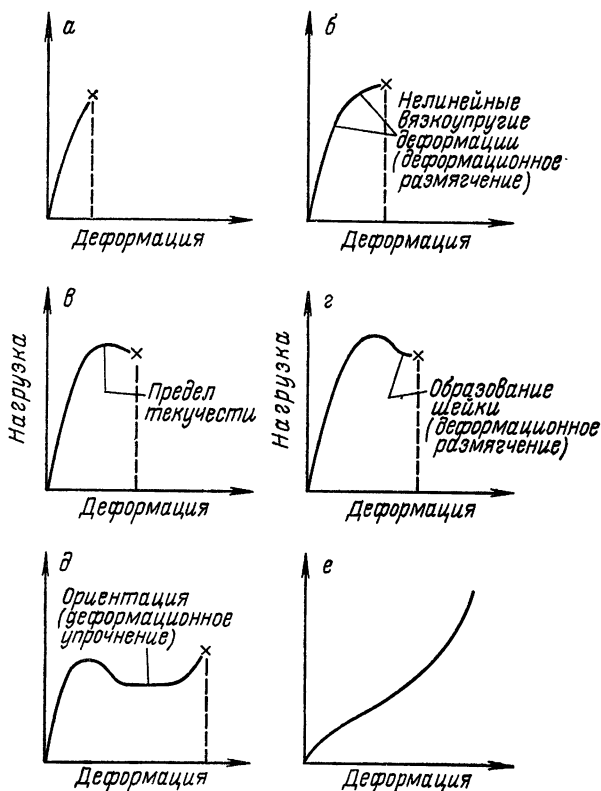 а
Деформация
б
Нелинейные
вязкоупругие
деформации
(деформационное
размягчение)
Деформация
в
Нагрузка
Предел
текучести
Деформация
г
Нагрузка
Образование
шейки
(деформационное
размягчение)
Деформация
д
Ориентация
(деформационное
упрочнение)
Деформация
е
Деформация